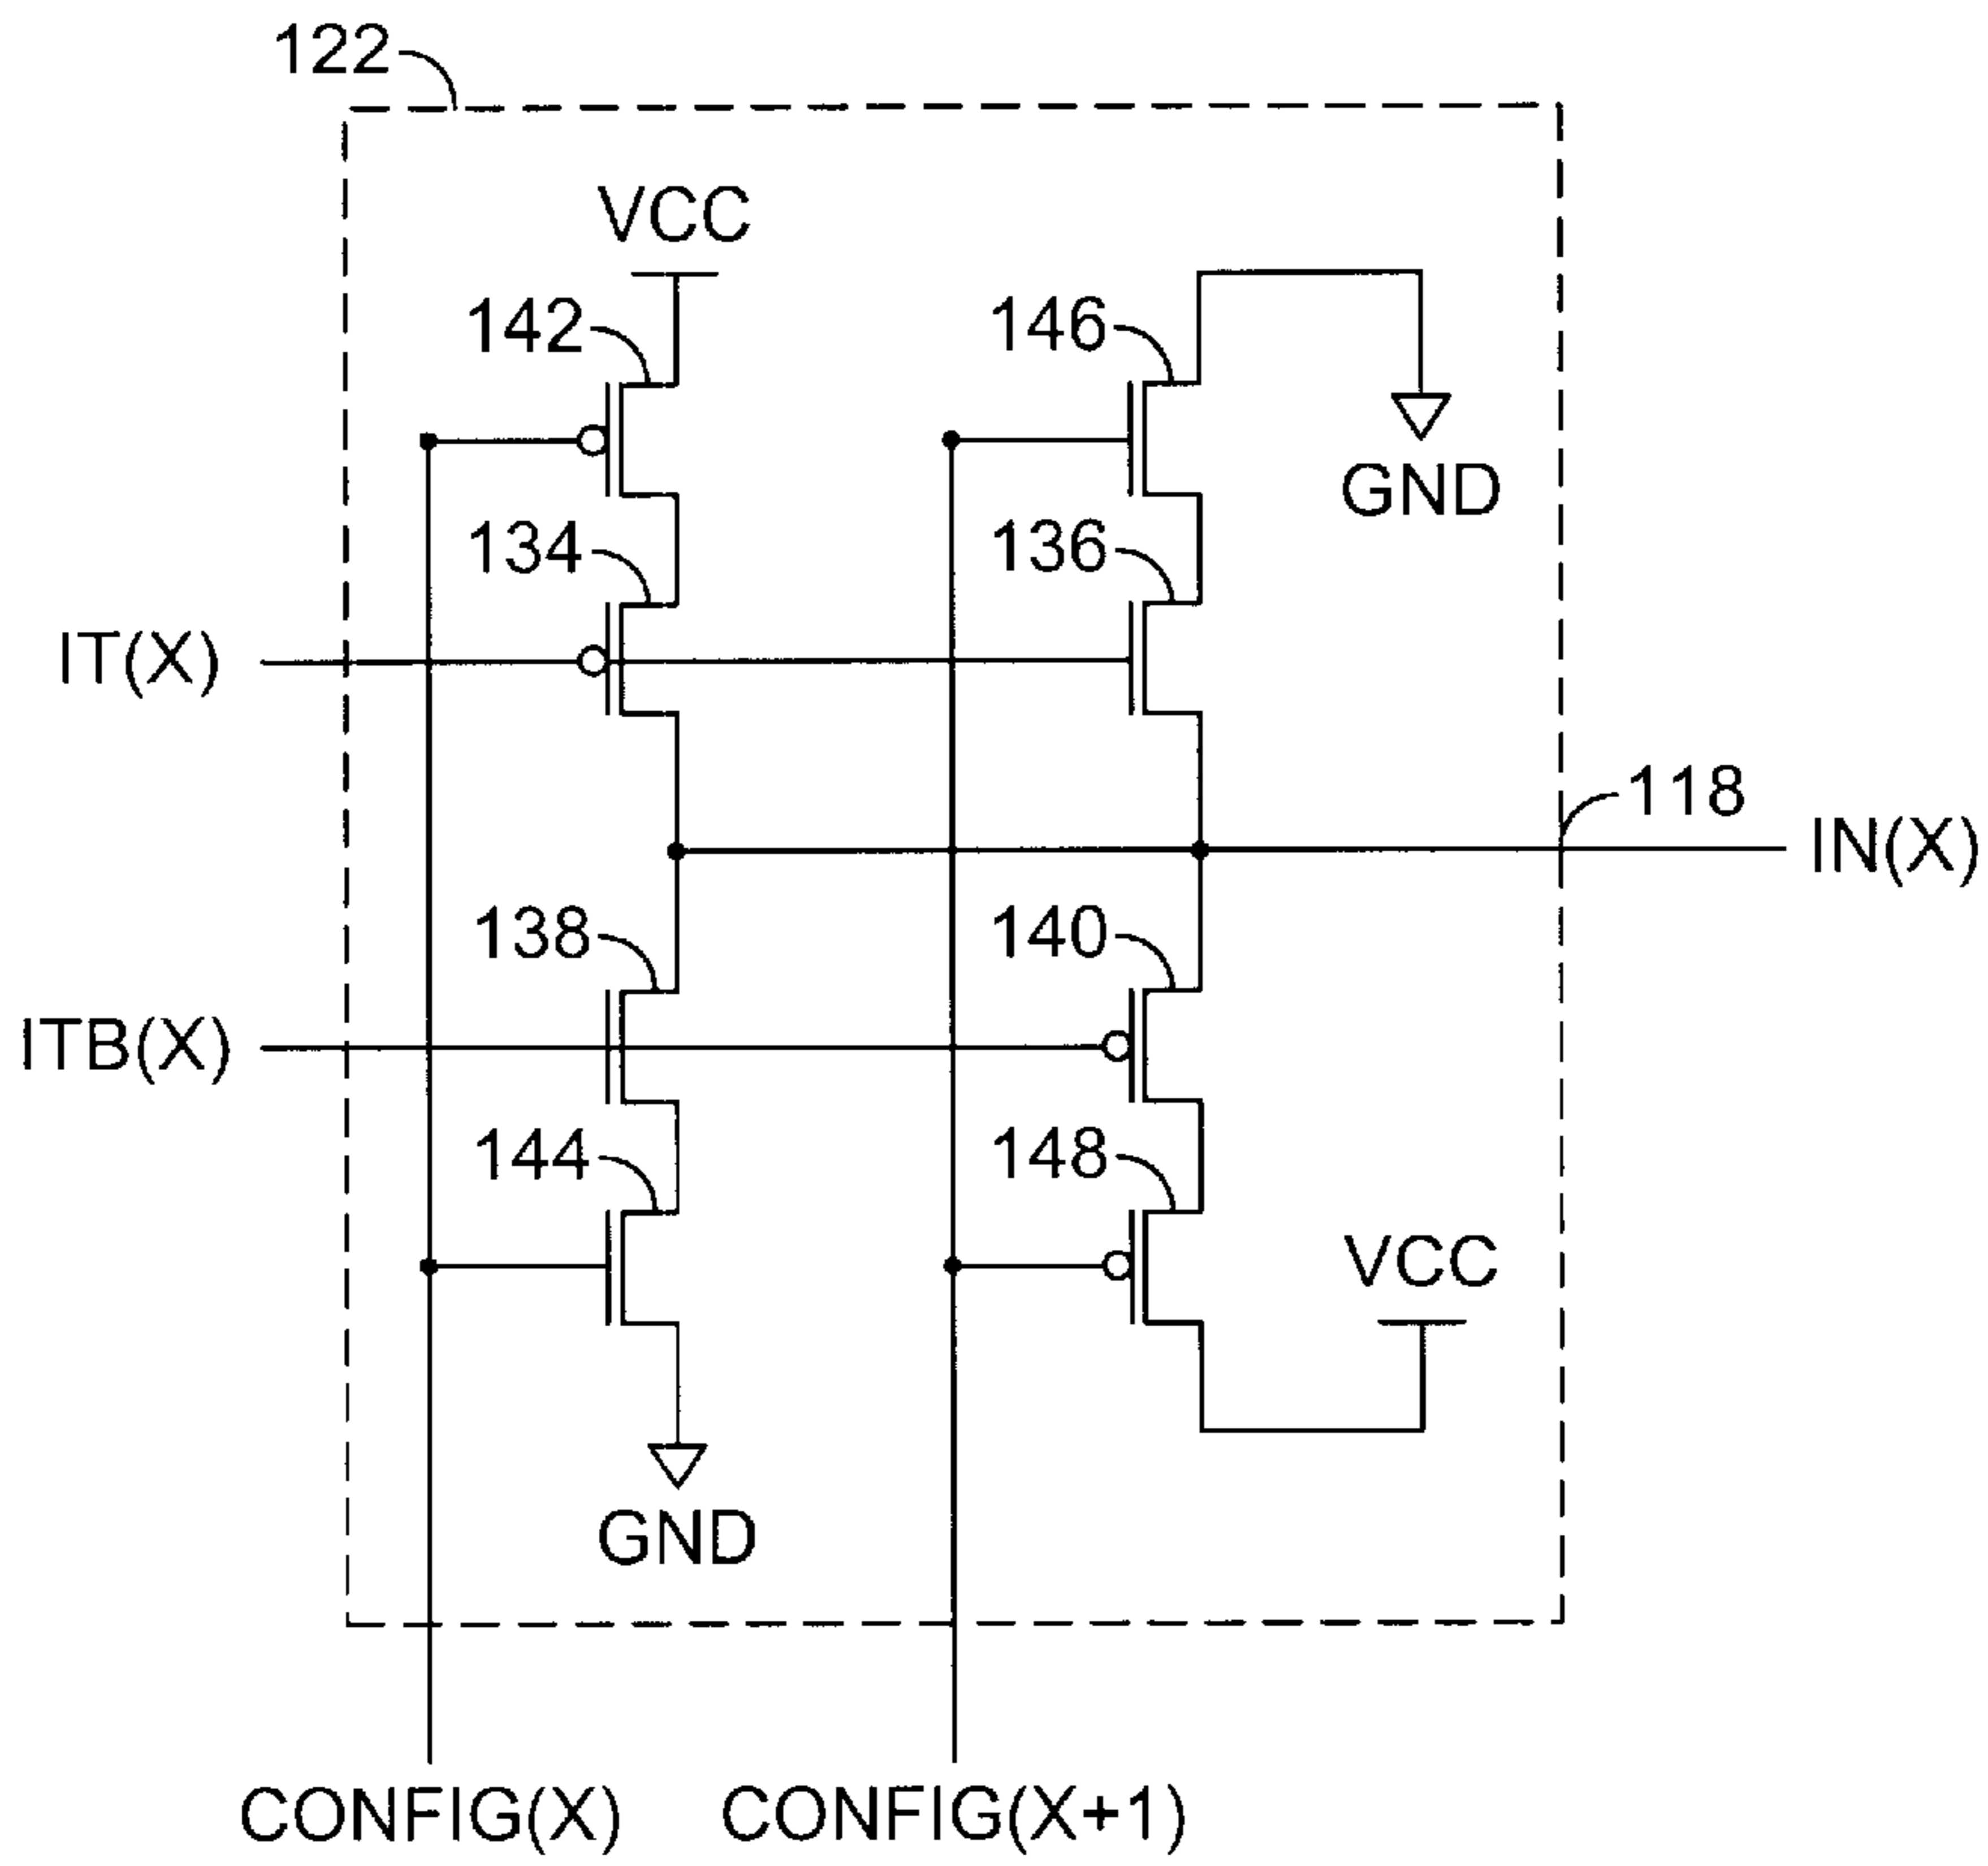 122
VCC
142
146
GND
134
136
IT(X)
118
IN(X)
138
140
ITB(X)
144
148
VCC
GND
CONFIG(X)
CONFIG(X+1)